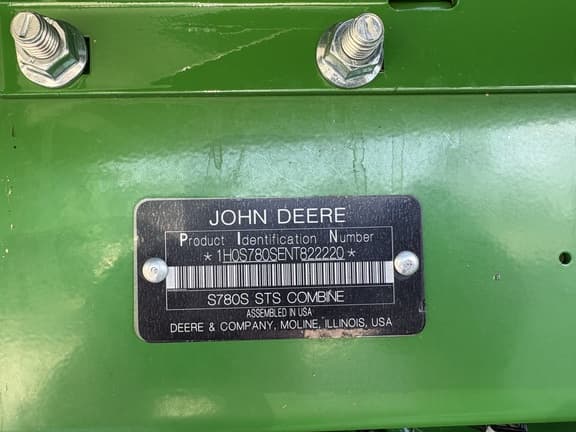 JOHN DEERE
Product Identification Number
*1H0S780SENT822220*
S780S STS COMBINE
ASSEMBLED IN USA
DEERE & COMPANY, MOLINE, ILLINOIS, USA